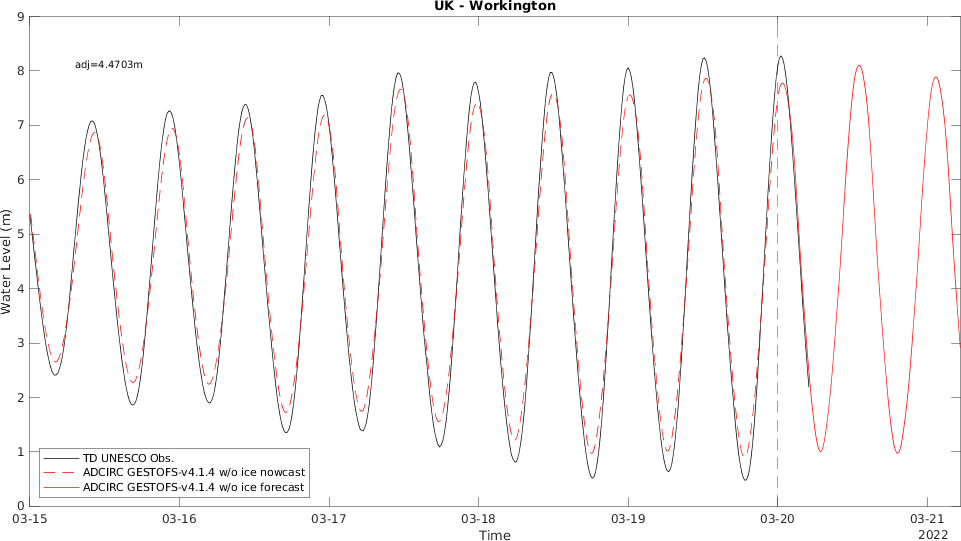 UK - Workington
adj=4.4703m
Water Level (m)
9
8
7
6
5
4
3
2
1
0
TD UNESCO Obs.
ADCIRC GESTOFS-v4.1.4 w/o ice nowcast
ADCIRC GESTOFS-v4.1.4 w/o ice forecast
03-15 03-16 03-17 03-18 03-19 03-20 03-21
Time 2022